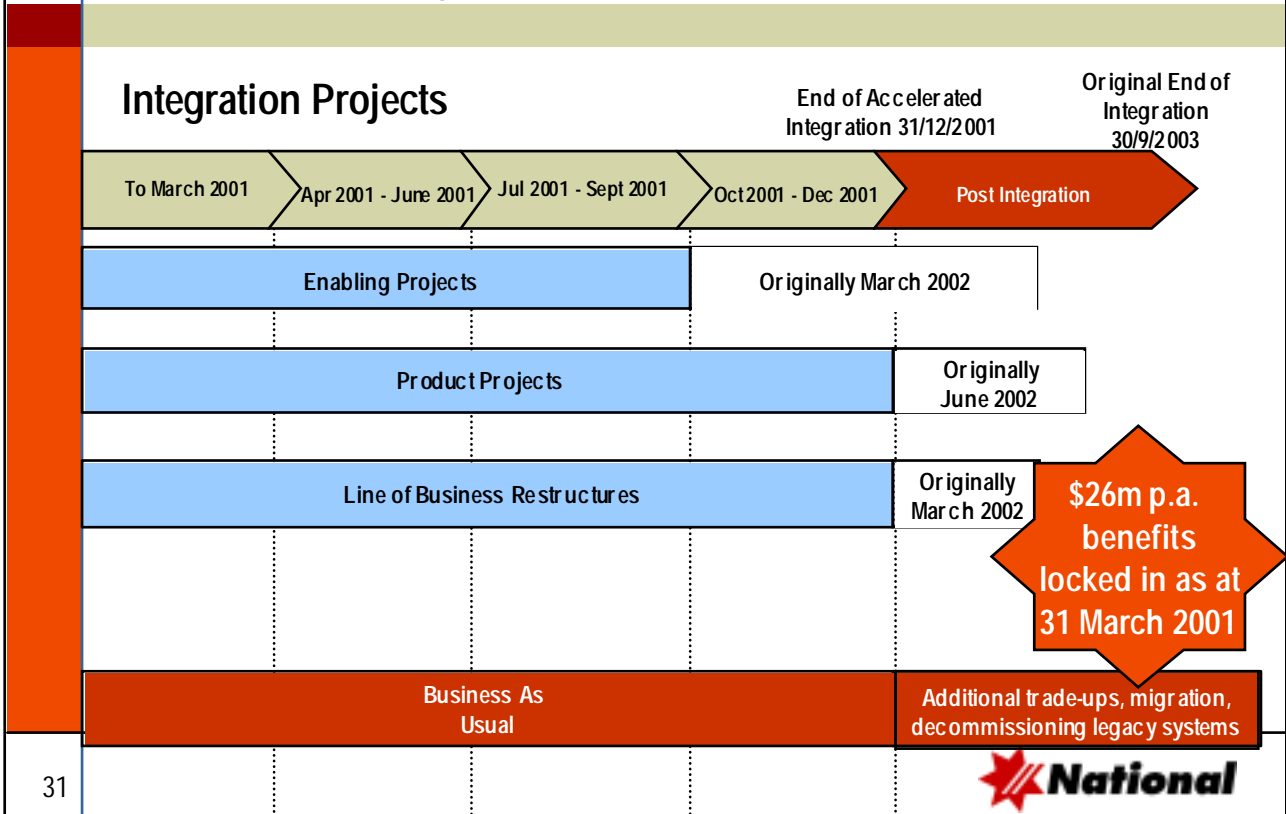 Integration Projects
End of Accelerated
Integration 31/12/2001
Original End of
Integration
30/9/2003
To March 2001
Apr 2001 - June 2001
Jul 2001 - Sept 2001
Oct 2001 - Dec 2001
Post Integration
Enabling Projects
Originally March 2002
Product Projects
Originally
June 2002
Line of Business Restructures
Originally
March 2002
$26m p.a.
benefits
locked in as at
31 March 2001
Business As
Usual
Additional trade-ups, migration,
decommissioning legacy systems
31
National